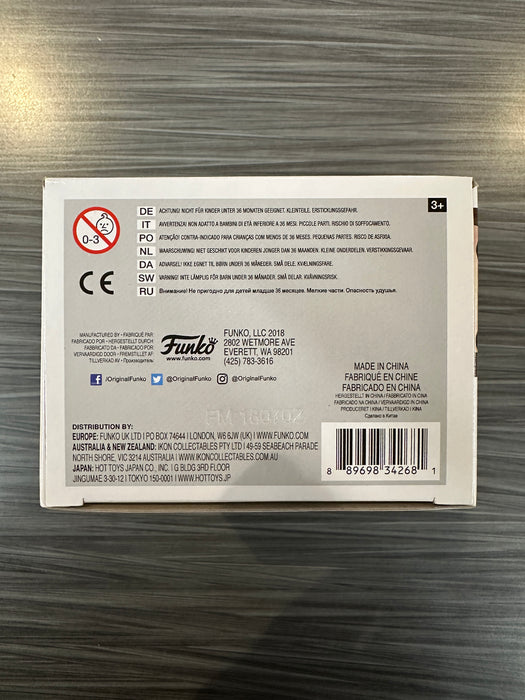 3+
0-3
DE ACHTUNG! NICHT FÜR KINDER UNTER 36 MONATEN GEEIGNET. KLEINTEILE. ERSTICKUNGSGEFAHR.
IT AVVERTENZA! NON ADATTO A BAMBINI DI ETÀ INFERIORE A 36 MESI. PICCOLE PARTI. RISCHIO DI SOFFOCAMENTO.
PO ATENÇÃO! CONTRA-INDICADO PARA CRIANÇAS COM MENOS DE 36 MESES. PEQUENAS PARTES. RISCO DE ASFIXIA.
NL WAARSCHUWING! NIET GESCHIKT VOOR KINDEREN JONGER DAN 36 MAANDEN. KLEINE ONDERDELEN. VERSTIKKINGSGEVAAR.
DA ADVARSEL! IKKE EGNET TIL BØRN UNDER 36 MÅNEDER. SMÅ DELE. KVÆLNINGSFARE.
SW VARNING! INTE LÄMPLIG FÖR BARN UNDER 36 MÅNADER. SMÅ DELAR. KVÄVNINGSRISK.
RU Внимание! Не пригодно для детей младше 36 месяцев. Мелкие части. Опасность удушья.
CE
MANUFACTURED BY • FABRIQUÉ PAR
FABRICADO POR • HERGESTELLT DURCH
FABBRICATO DA • FABRICADO POR
VERVAARDIGD DOOR • FREMSTILLET AF
TILLVERKAD AV • Производитель
Funko
www.funko.com
FUNKO, LLC 2018
2802 WETMORE AVE
EVERETT, WA 98201
(425) 783-3616
/OriginalFunko @OriginalFunko @OriginalFunko
MADE IN CHINA
FABRIQUÉ EN CHINE
FABRICADO EN CHINA
HERGESTELLT IN CHINA / FABBRICATO IN CINA
FABRICADO NA CHINA / VERVAARDIGD IN CHINA
PRODUCERET I KINA / TILLVERKAD I KINA
Сделано в Китае
DISTRIBUTION BY:
EUROPE: FUNKO UK LTD I PO BOX 74644 I LONDON, W6 6JW I UK I WWW.FUNKO.COM
AUSTRALIA & NEW ZEALAND: IKON COLLECTABLES PTY LTD I 49-59 SEABEACH PARADE
NORTH SHORE, VIC 3214 AUSTRALIA I WWW.IKONCOLLECTABLES.COM
JAPAN: HOT TOYS JAPAN CO., INC. I G BLDG 3RD FLOOR
JINGUMAE 3-30-12 I TOKYO 150-0001 I WWW.HOTTOYS.JP
8 89698 34268 1